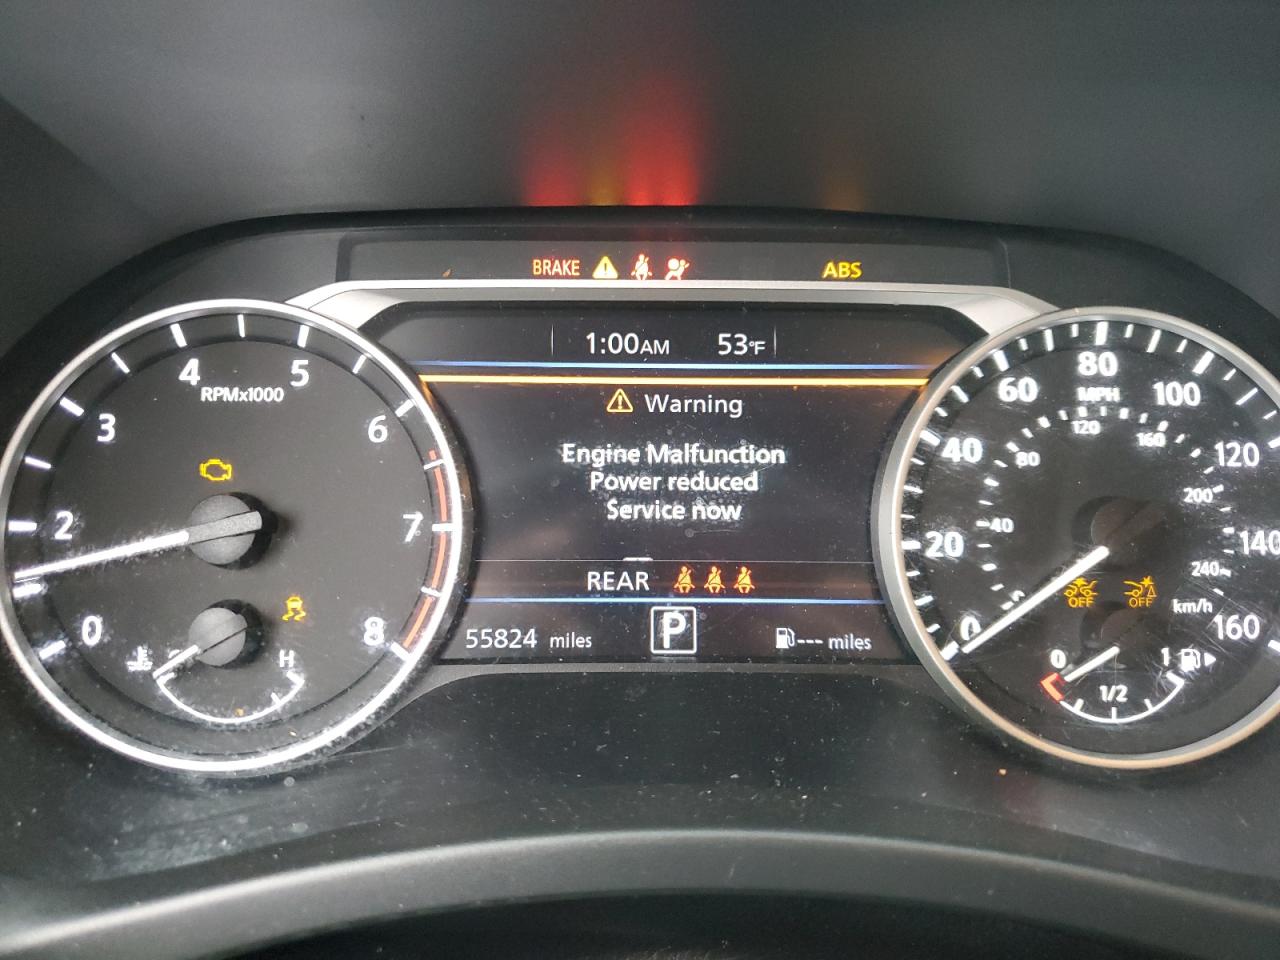 BRAKE ABS
1:00AM 53°F
Warning
Engine Malfunction
Power reduced
Service now
REAR
55824 miles
P
--- miles
0
2
3
4
5
6
7
8
RPMx1000
H
0
20
40
60
80
100
120
140
160
MPH
40
80
120
160
200
240
km/h
OFF
OFF
0
1/2
1